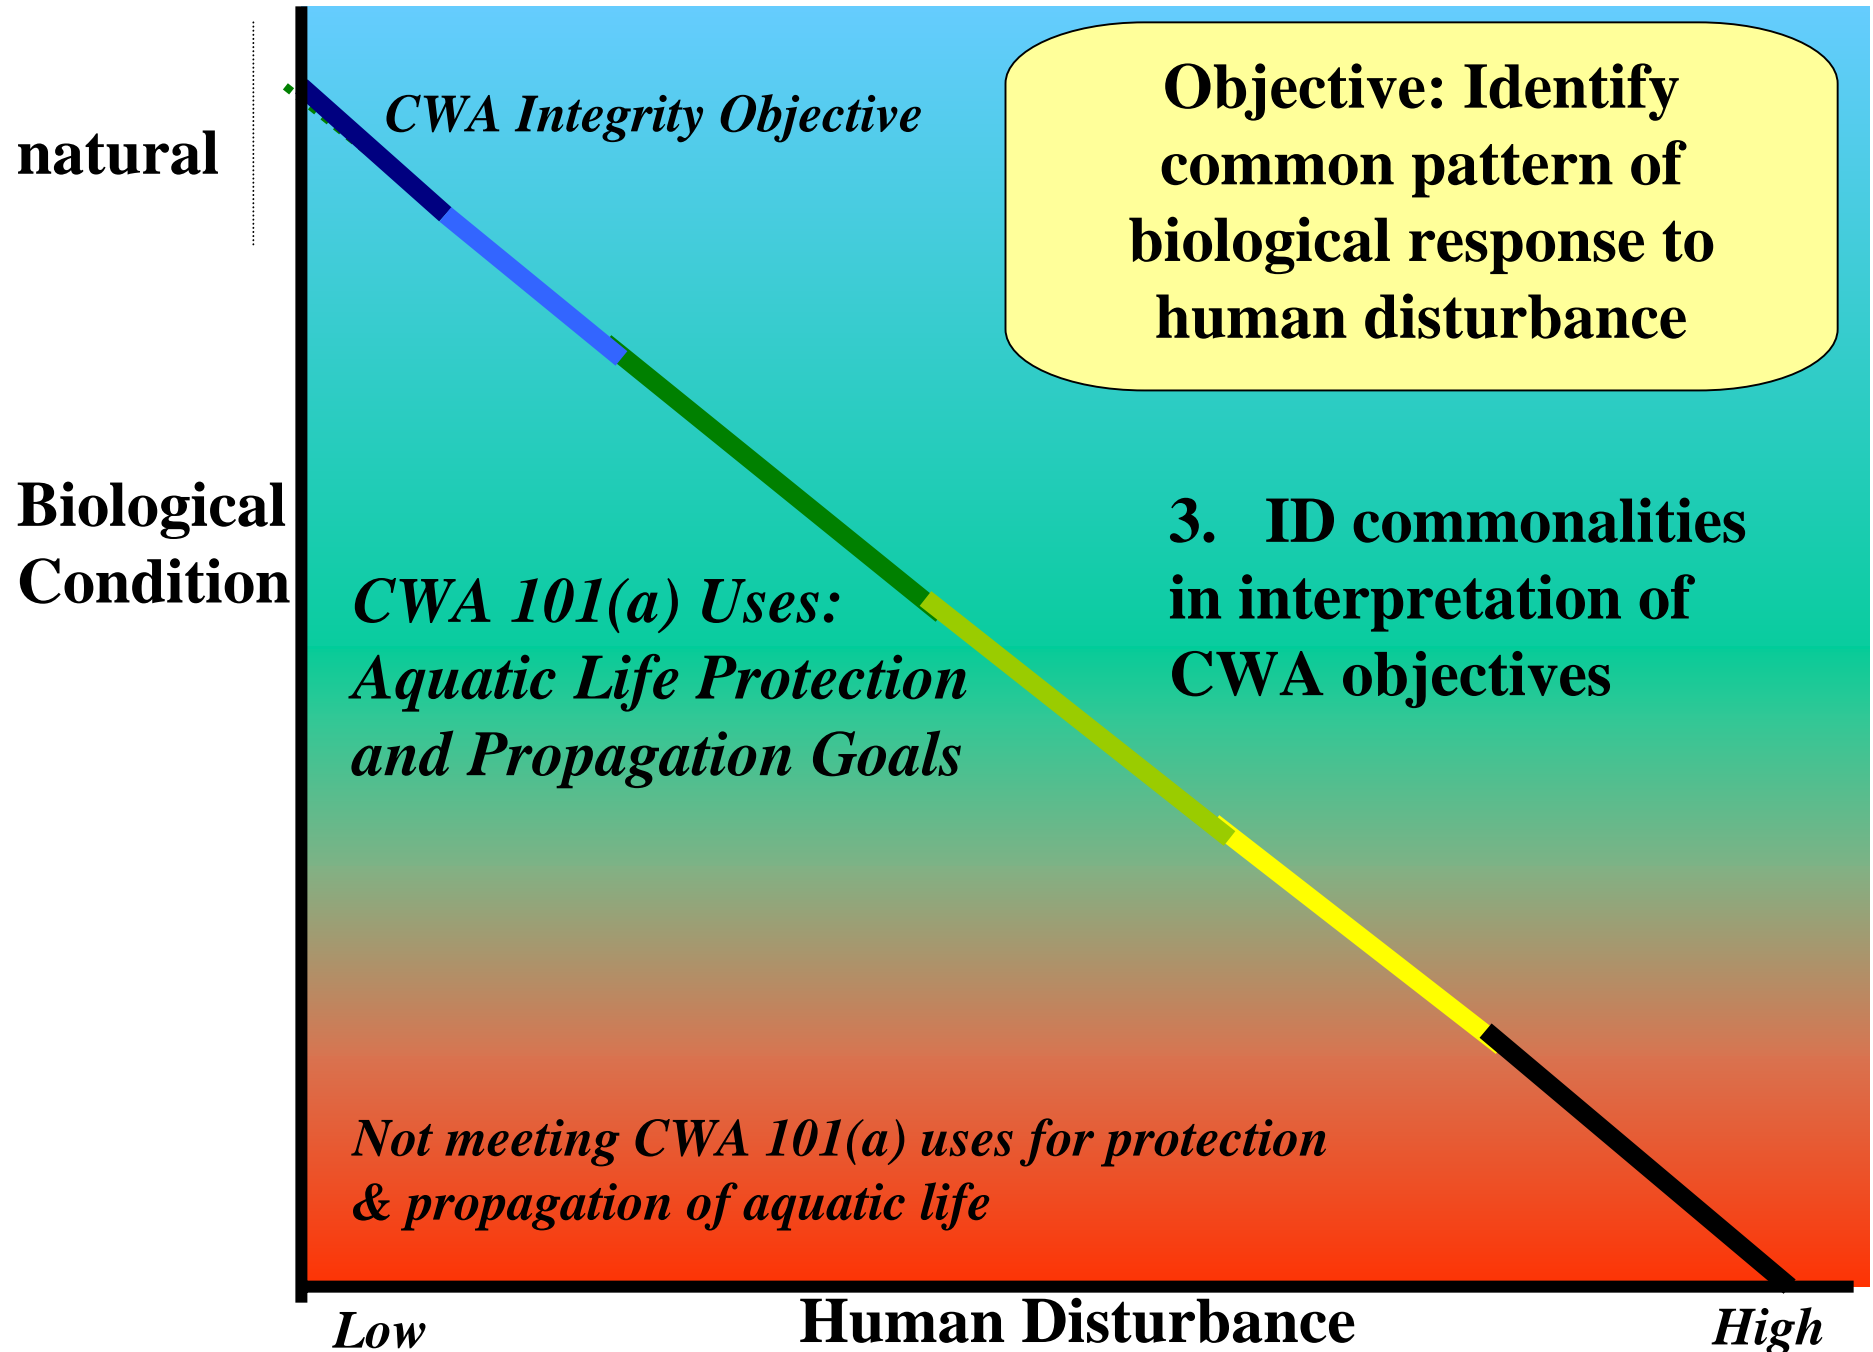 natural
CWA Integrity Objective
Objective: Identify
common pattern of
biological response to
human disturbance
Biological
Condition
3. ID commonalities
in interpretation of
CWA objectives
CWA 101(a) Uses:
Aquatic Life Protection
and Propagation Goals
Not meeting CWA 101(a) uses for protection
& propagation of aquatic life
Low
Human Disturbance
High